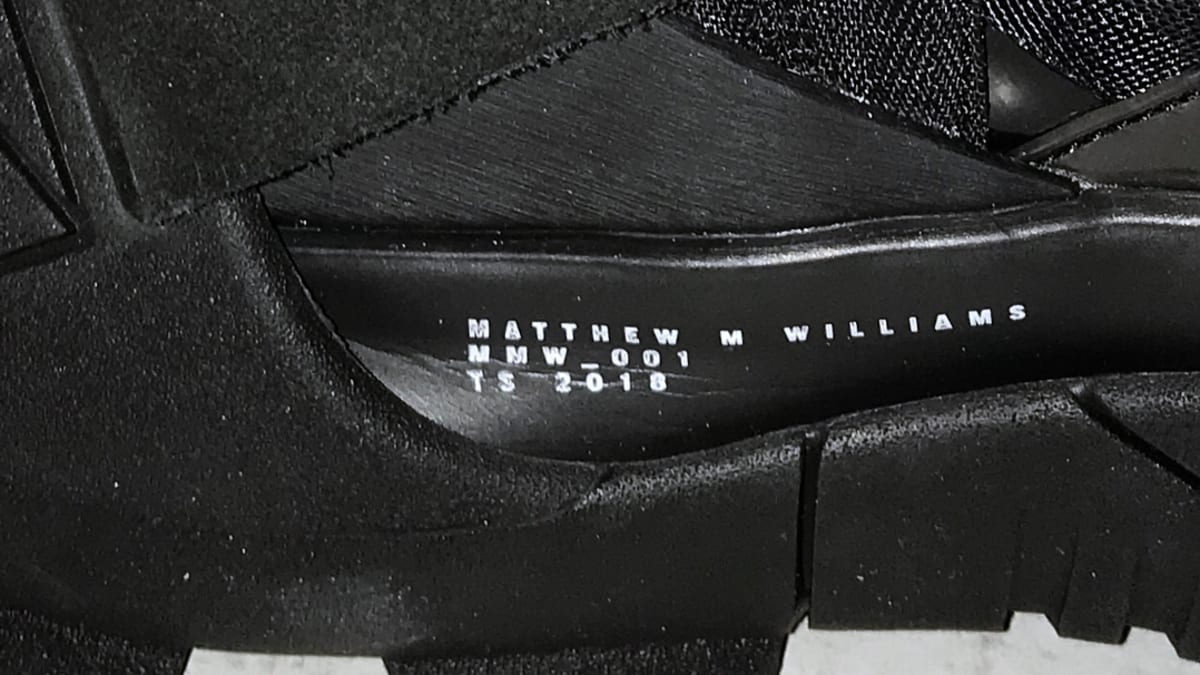 MATTHEW M WILLIAMS
MMW_001
TS 2018